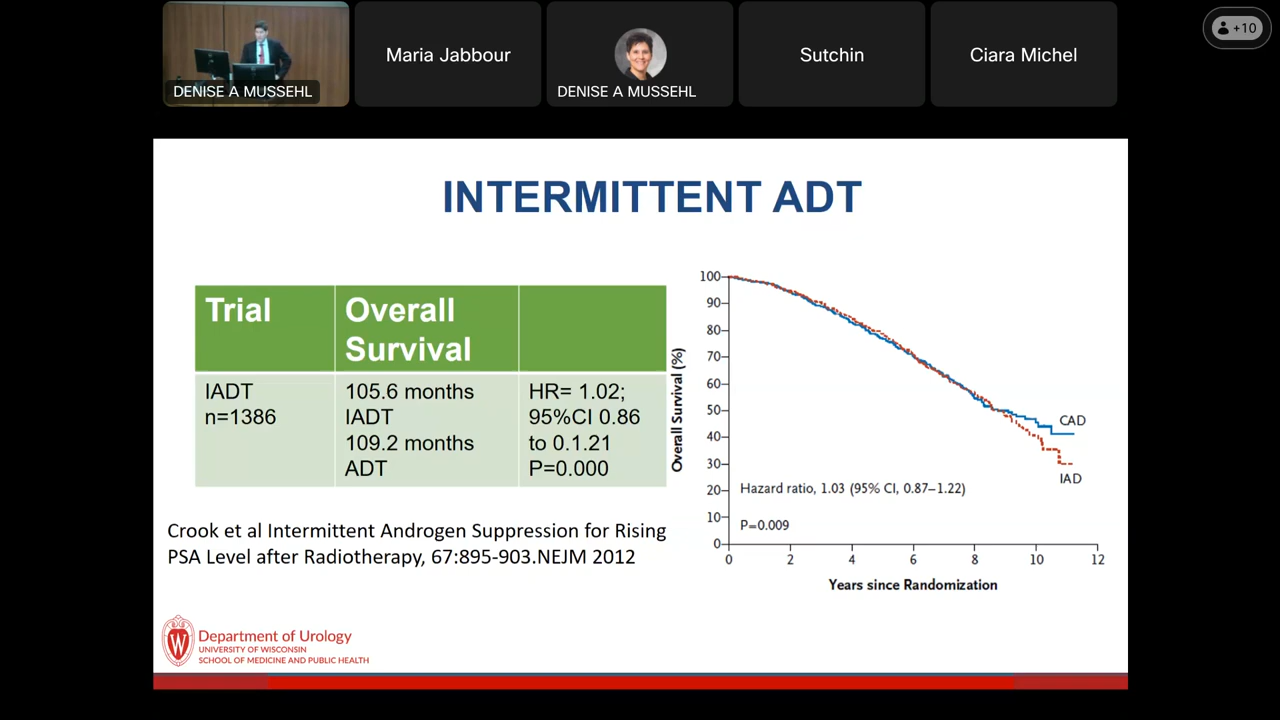 +10
DENISE A MUSSEHL
Maria Jabbour
DENISE A MUSSEHL
Sutchin
Ciara Michel
INTERMITTENT ADT
Trial
Overall
Survival
IADT
n=1386
105.6 months
IADT
109.2 months
ADT
HR= 1.02;
95%CI 0.86
to 0.1.21
P=0.000
Overall Survival (%)
100
90
80
70
60
50
40
30
20
10
0
CAD
IAD
Hazard ratio, 1.03 (95% CI, 0.87–1.22)
P=0.009
0 2 4 6 8 10 12
Years since Randomization
Crook et al Intermittent Androgen Suppression for Rising
PSA Level after Radiotherapy, 67:895-903.NEJM 2012
W
Department of Urology
UNIVERSITY OF WISCONSIN
SCHOOL OF MEDICINE AND PUBLIC HEALTH